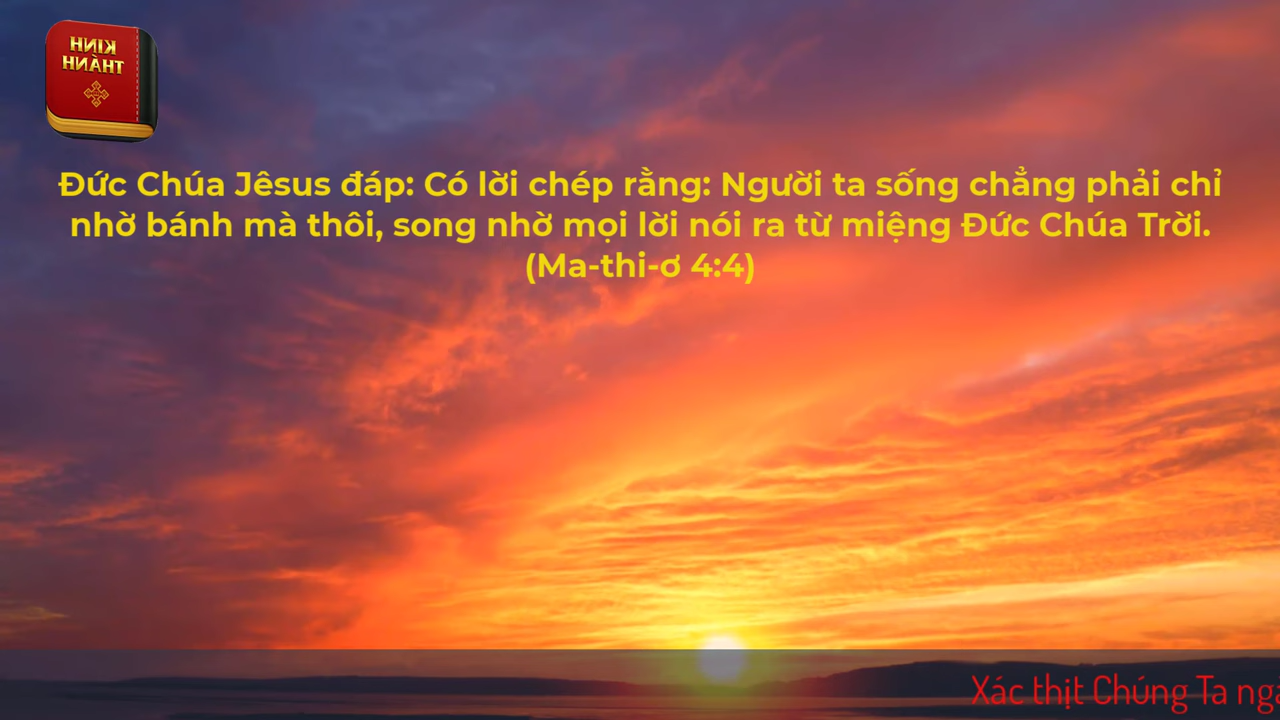 KINH
THÁNH
Đức Chúa Jêsus đáp: Có lời chép rằng: Người ta sống chẳng phải chỉ
nhờ bánh mà thôi, song nhờ mọi lời nói ra từ miệng Đức Chúa Trời.
(Ma-thi-ơ 4:4)
Xác thịt Chúng Ta